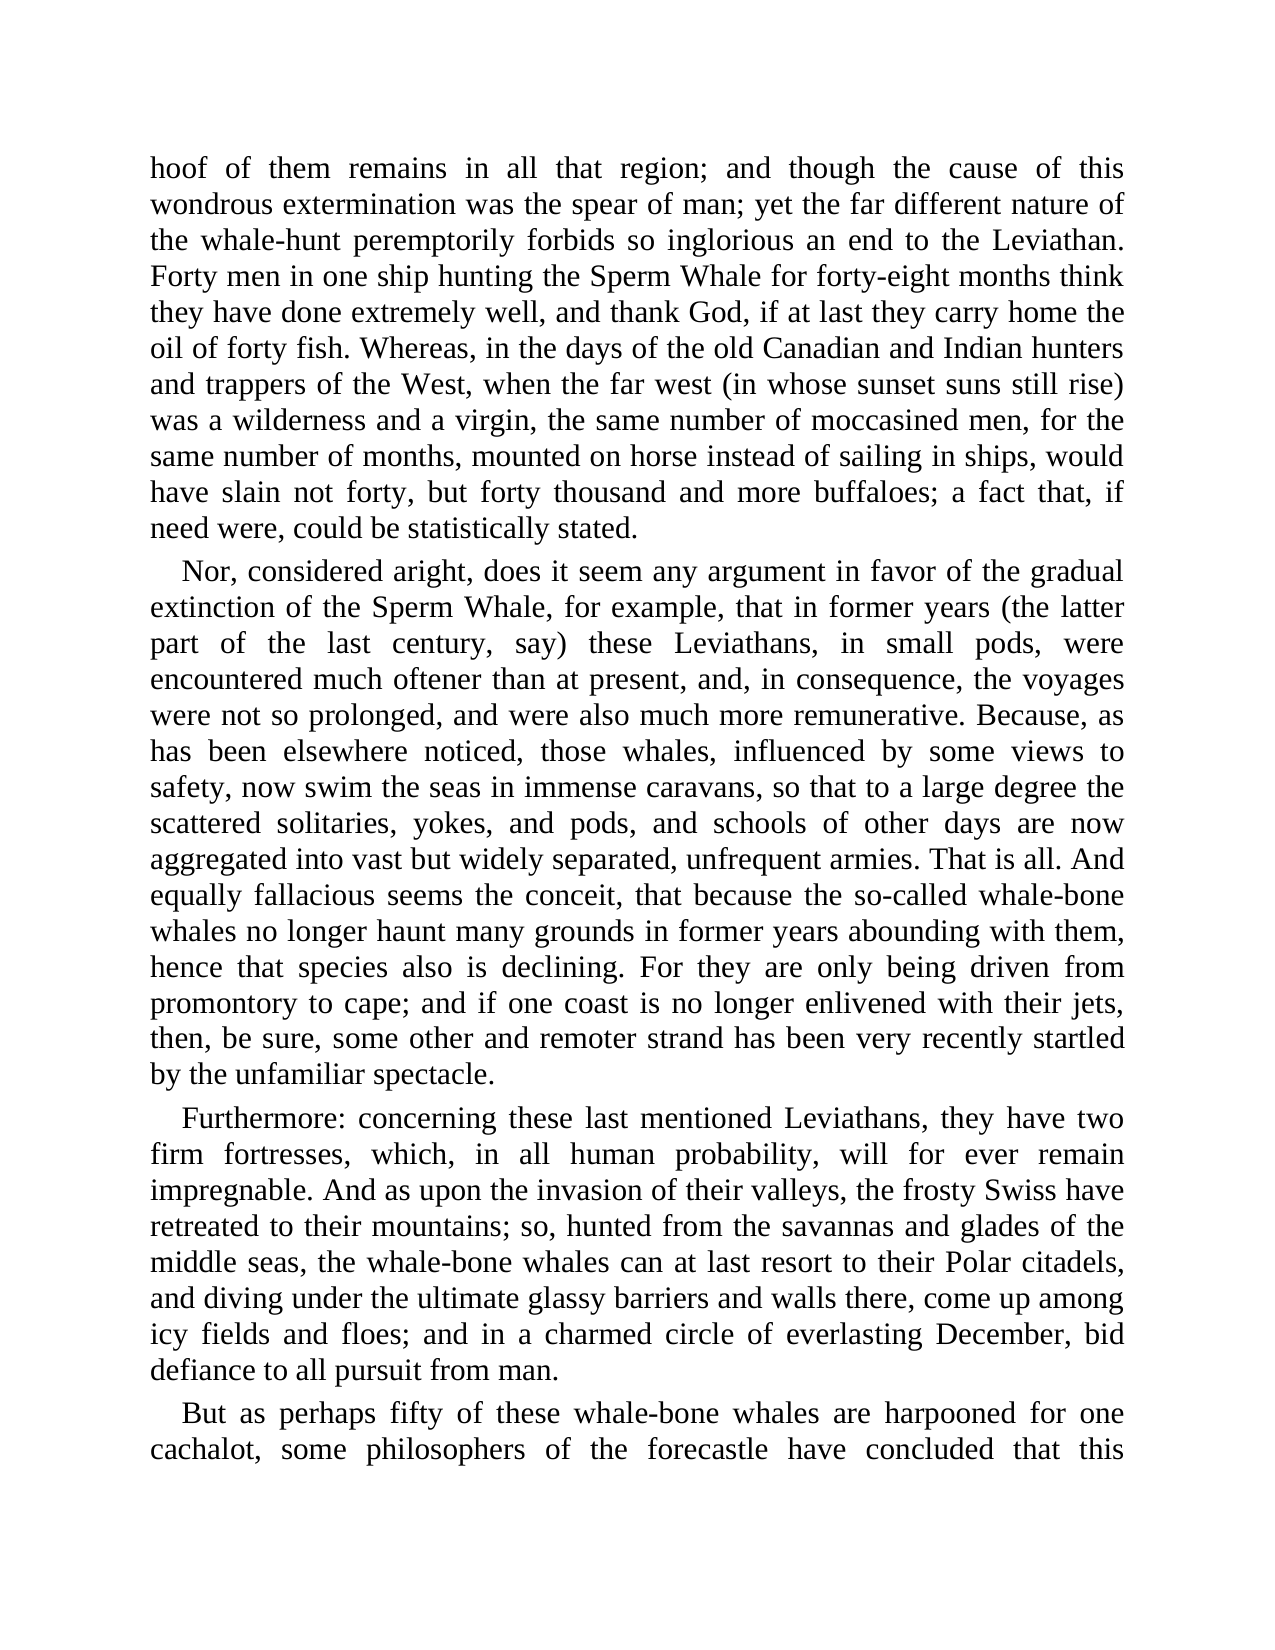 hoof of them remains in all that region; and though the cause of this
wondrous extermination was the spear of man; yet the far different nature of
the whale-hunt peremptorily forbids so inglorious an end to the Leviathan.
Forty men in one ship hunting the Sperm Whale for forty-eight months think
they have done extremely well, and thank God, if at last they carry home the
oil of forty fish. Whereas, in the days of the old Canadian and Indian hunters
and trappers of the West, when the far west (in whose sunset suns still rise)
was a wilderness and a virgin, the same number of moccasined men, for the
same number of months, mounted on horse instead of sailing in ships, would
have slain not forty, but forty thousand and more buffaloes; a fact that, if
need were, could be statistically stated.
Nor, considered aright, does it seem any argument in favor of the gradual
extinction of the Sperm Whale, for example, that in former years (the latter
part of the last century, say) these Leviathans, in small pods, were
encountered much oftener than at present, and, in consequence, the voyages
were not so prolonged, and were also much more remunerative. Because, as
has been elsewhere noticed, those whales, influenced by some views to
safety, now swim the seas in immense caravans, so that to a large degree the
scattered solitaries, yokes, and pods, and schools of other days are now
aggregated into vast but widely separated, unfrequent armies. That is all. And
equally fallacious seems the conceit, that because the so-called whale-bone
whales no longer haunt many grounds in former years abounding with them,
hence that species also is declining. For they are only being driven from
promontory to cape; and if one coast is no longer enlivened with their jets,
then, be sure, some other and remoter strand has been very recently startled
by the unfamiliar spectacle.
Furthermore: concerning these last mentioned Leviathans, they have two
firm fortresses, which, in all human probability, will for ever remain
impregnable. And as upon the invasion of their valleys, the frosty Swiss have
retreated to their mountains; so, hunted from the savannas and glades of the
middle seas, the whale-bone whales can at last resort to their Polar citadels,
and diving under the ultimate glassy barriers and walls there, come up among
icy fields and floes; and in a charmed circle of everlasting December, bid
defiance to all pursuit from man.
But as perhaps fifty of these whale-bone whales are harpooned for one
cachalot, some philosophers of the forecastle have concluded that this